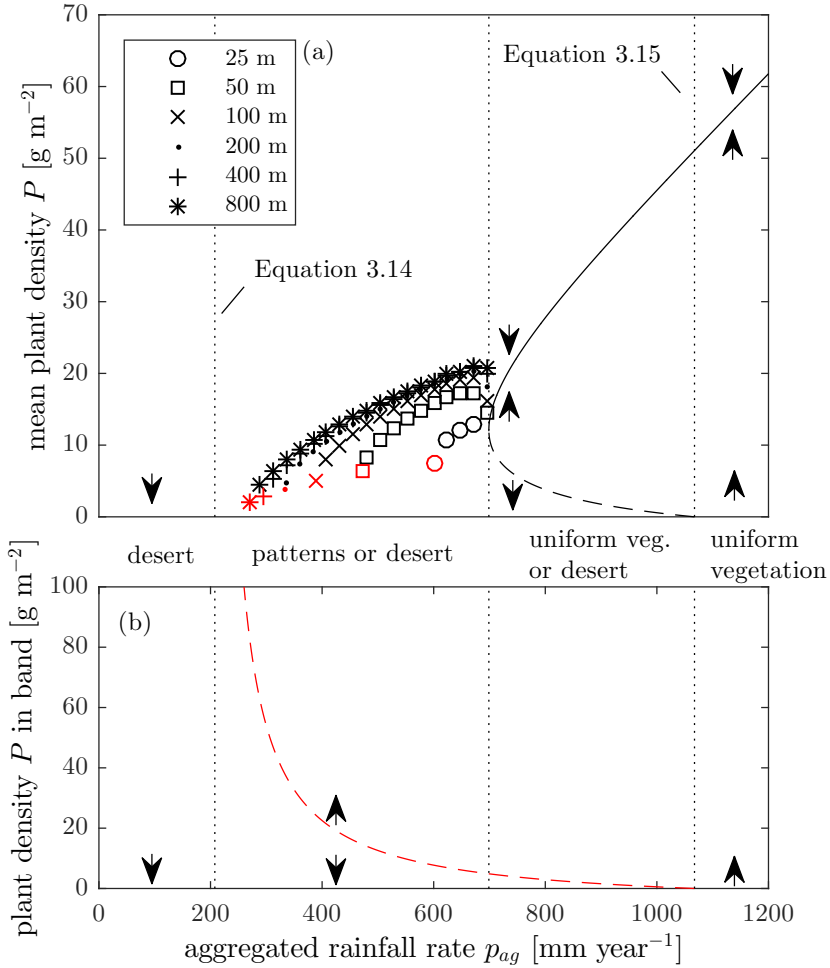 70
60
50
40
30
20
10
0
mean plant density P [g m⁻²]
25 m
50 m
100 m
200 m
400 m
800 m
(a)
Equation 3.15
Equation 3.14
desert
patterns or desert
uniform veg.
or desert
uniform
vegetation
100
80
60
40
20
0
plant density P in band [g m⁻²]
(b)
0 200 400 600 800 1000 1200
aggregated rainfall rate pₐg [mm year⁻¹]